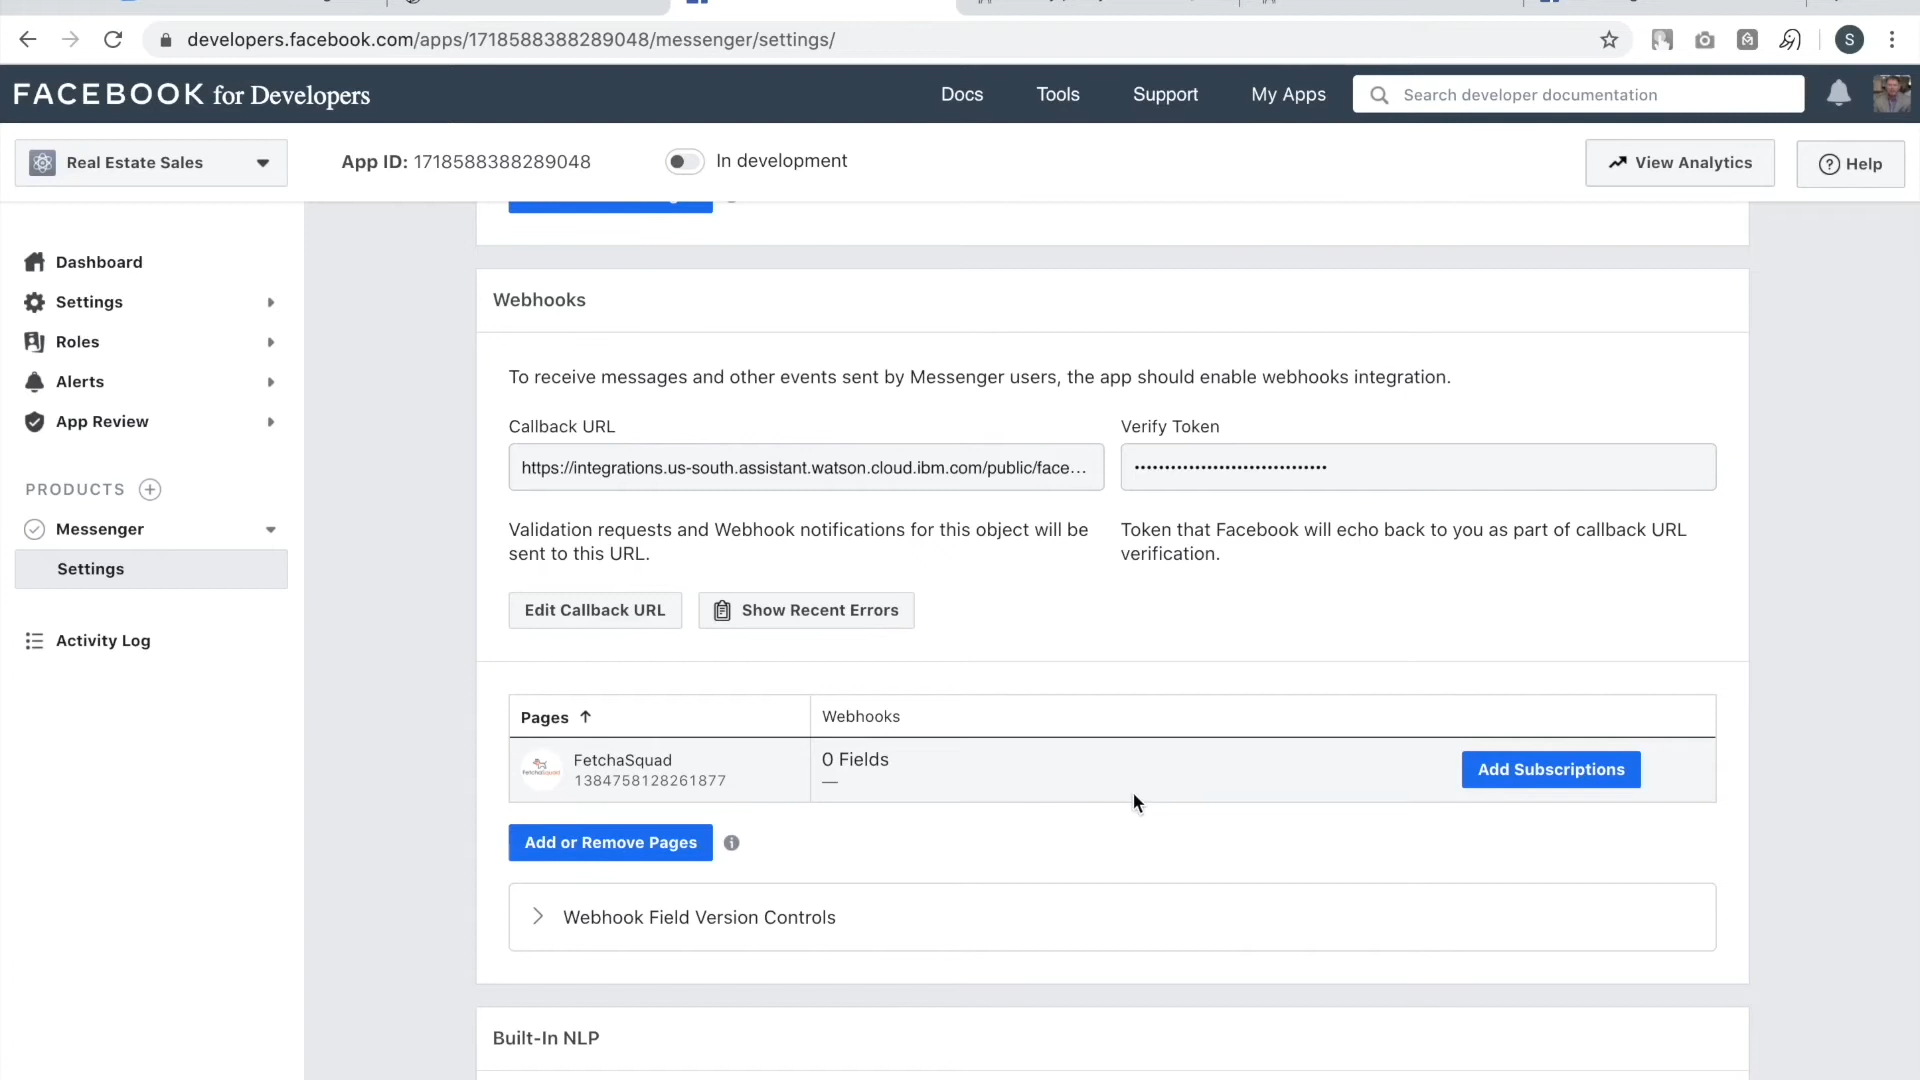 developers.facebook.com/apps/1718588388289048/messenger/settings/
S
FACEBOOK for Developers
Docs
Tools
Support
My Apps
Search developer documentation
Real Estate Sales
App ID: 1718588388289048
In development
View Analytics
Help
Dashboard
Settings
Roles
Alerts
App Review
PRODUCTS
Messenger
Settings
Activity Log
Webhooks
To receive messages and other events sent by Messenger users, the app should enable webhooks integration.
Callback URL
Verify Token
https://integrations.us-south.assistant.watson.cloud.ibm.com/public/face...
••••••••••••••••••••••••••••••••
Validation requests and Webhook notifications for this object will be
sent to this URL.
Token that Facebook will echo back to you as part of callback URL
verification.
Edit Callback URL
Show Recent Errors
Pages
Webhooks
FetchaSquad
FetchaSquad
1384758128261877
0 Fields
—
Add Subscriptions
Add or Remove Pages
Webhook Field Version Controls
Built-In NLP